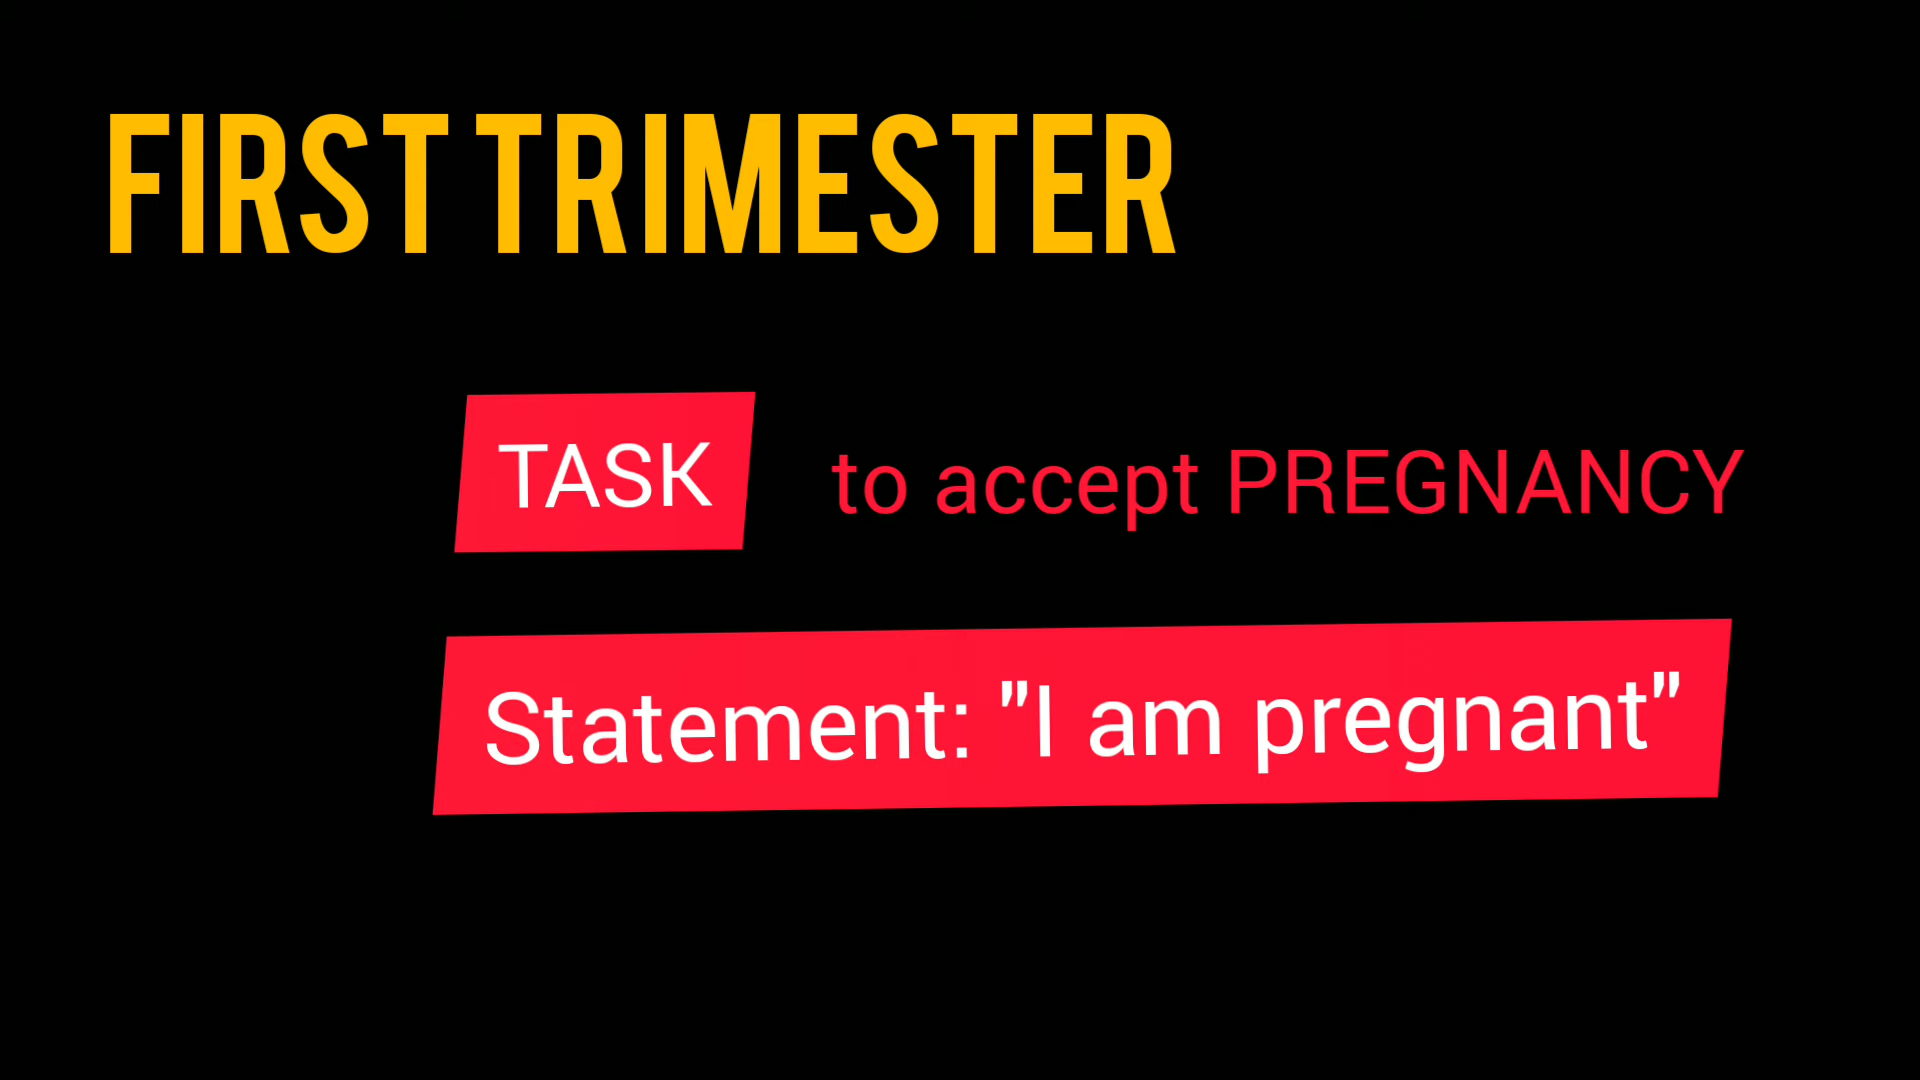 FIRST TRIMESTER
TASK to accept PREGNANCY
Statement: "I am pregnant"